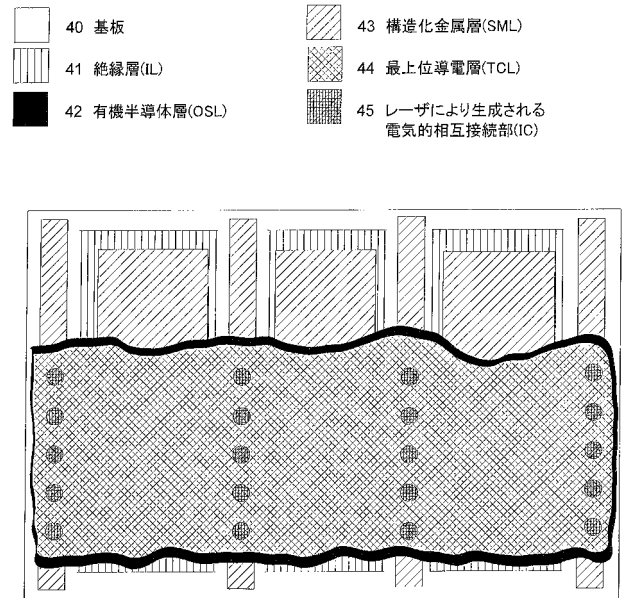 40 基板
41 絶縁層(IL)
42 有機半導体層(OSL)
43 構造化金属層(SML)
44 最上位導電層(TCL)
45 レーザにより生成される
電気的相互接続部(IC)